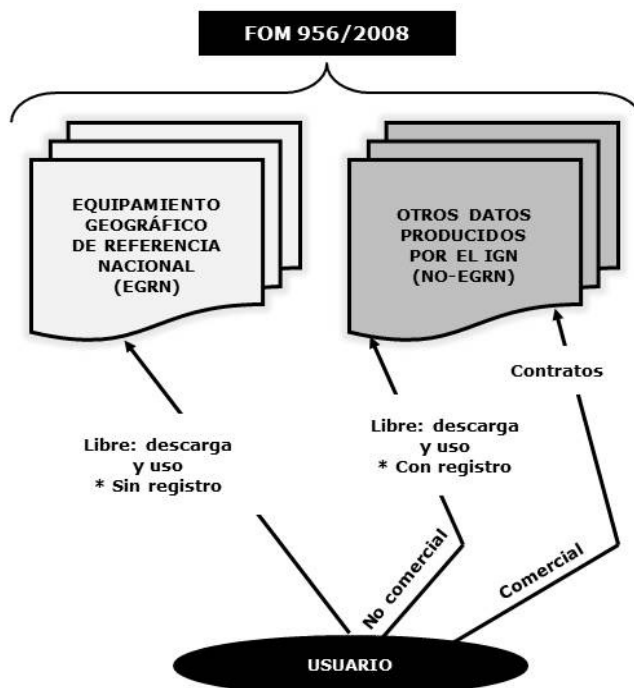 FOM 956/2008
EQUIPAMIENTO
GEOGRÁFICO
DE REFERENCIA
NACIONAL
(EGRN)
OTROS DATOS
PRODUCIDOS
POR EL IGN
(NO-EGRN)
Contratos
Libre: descarga
y uso
* Sin registro
Libre: descarga
y uso
* Con registro
No comercial
Comercial
USUARIO